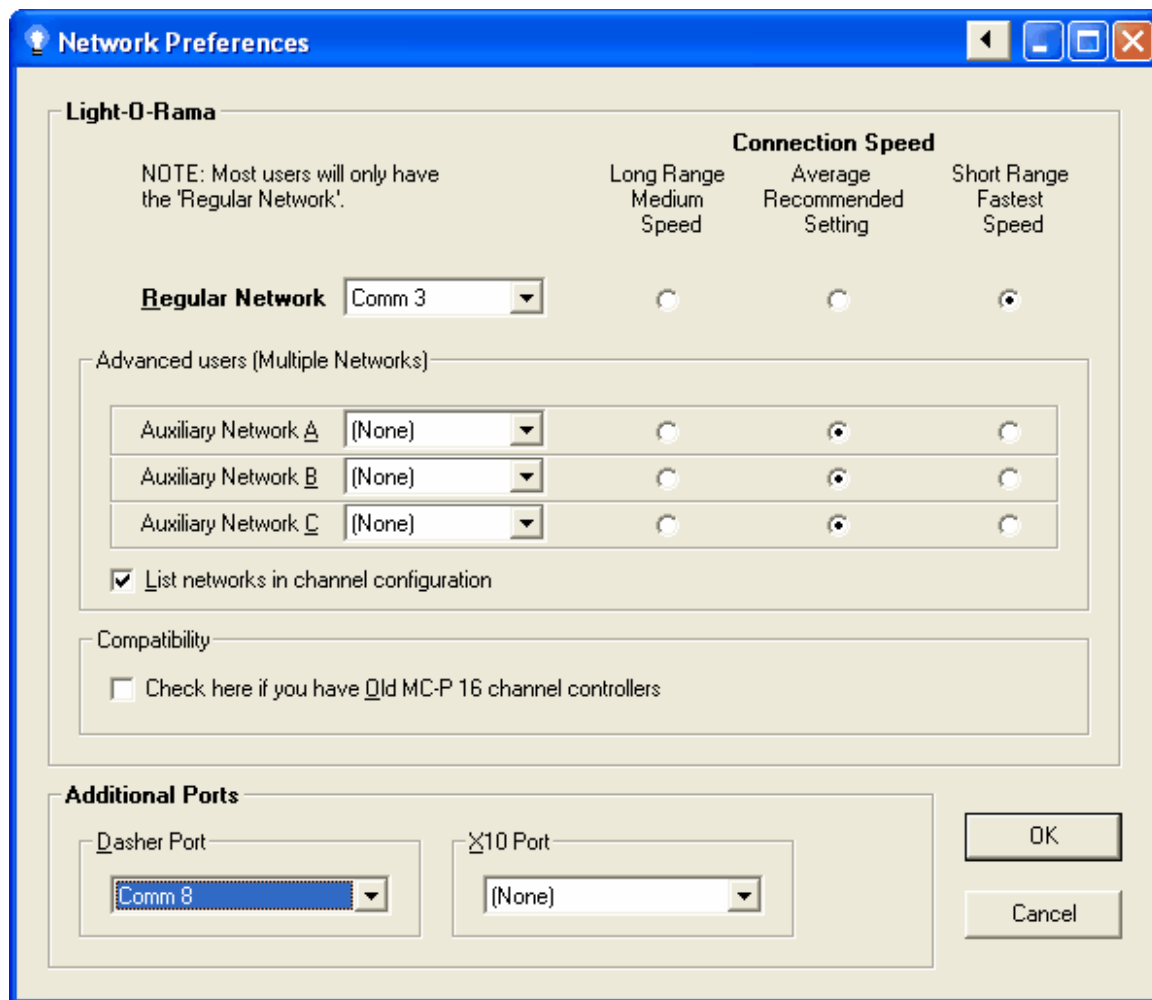 Network Preferences
Light-O-Rama
Connection Speed
NOTE: Most users will only have
the 'Regular Network'.
Long Range
Medium
Speed
Average
Recommended
Setting
Short Range
Fastest
Speed
Regular Network Comm 3
Advanced users (Multiple Networks)
Auxiliary Network A (None)
Auxiliary Network B (None)
Auxiliary Network C (None)
List networks in channel configuration
Compatibility
Check here if you have Old MC-P 16 channel controllers
Additional Ports
Dasher Port
Comm 8
X10 Port
(None)
OK
Cancel